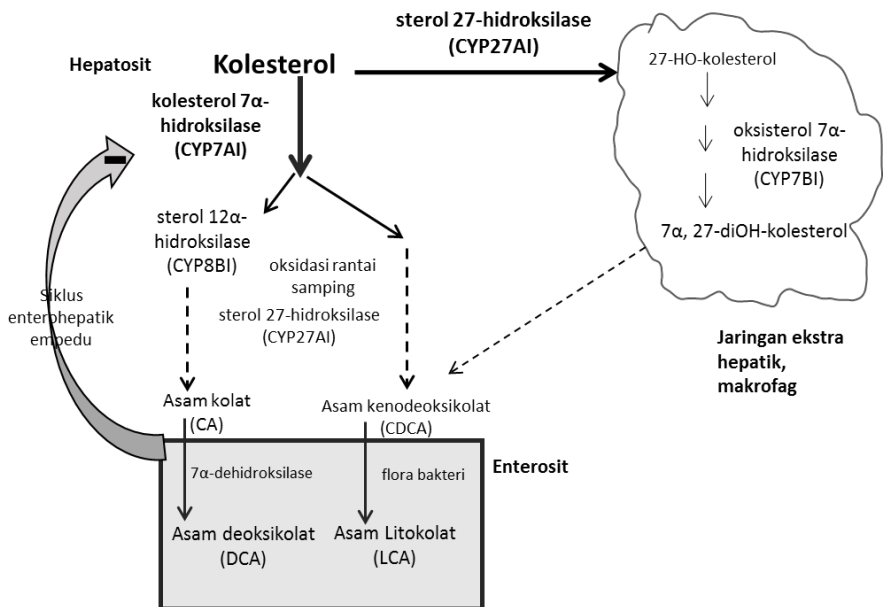 sterol 27-hidroksilase
(CYP27AI)
Hepatosit
Kolesterol
kolesterol 7α-
hidroksilase
(CYP7AI)
27-HO-kolesterol
oksisterol 7α-
hidroksilase
(CYP7BI)
7α, 27-diOH-kolesterol
sterol 12α-
hidroksilase
(CYP8BI)
oksidasi rantai
samping
sterol 27-hidroksilase
(CYP27AI)
Siklus
enterohepatik
empedu
Jaringan ekstra
hepatik,
makrofag
Asam kolat
(CA)
Asam kenodeoksikolat
(CDCA)
Enterosit
7α-dehidroksilase
flora bakteri
Asam deoksikolat
(DCA)
Asam Litokolat
(LCA)